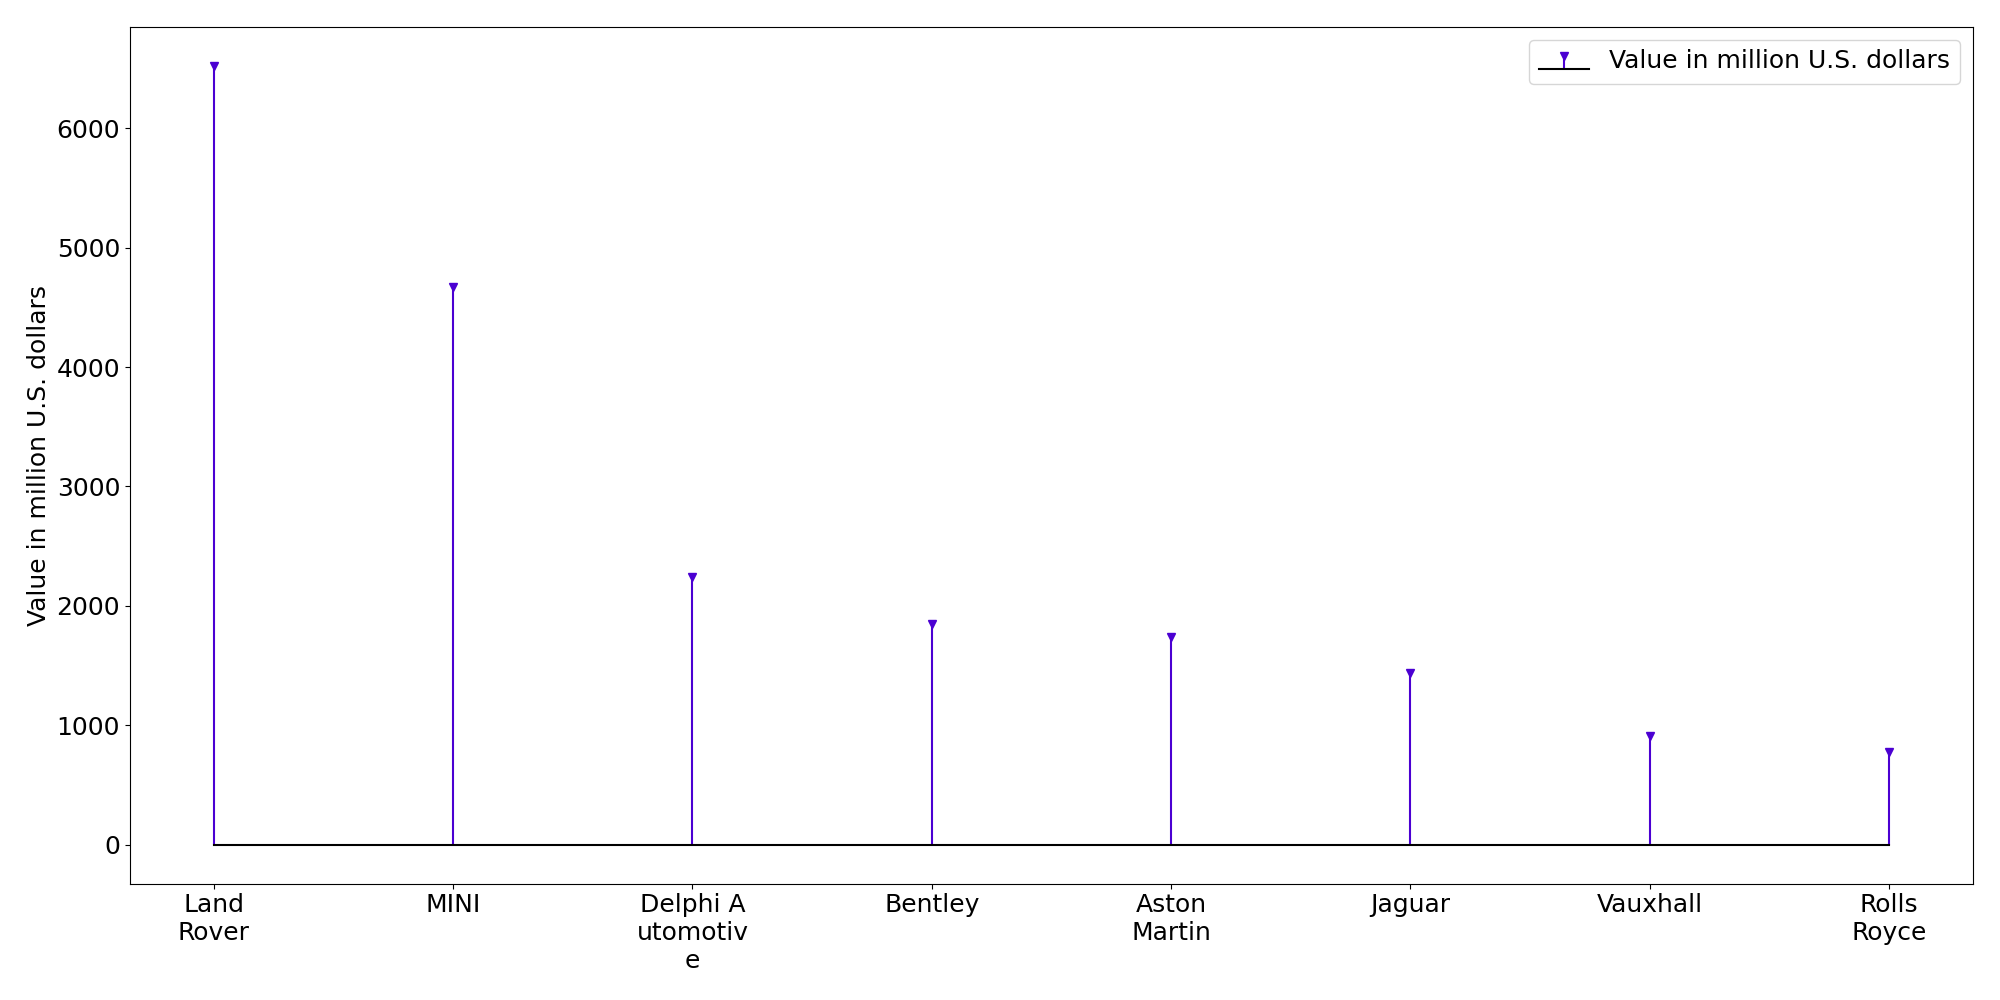 Value in million U.S. dollars
Value in million U.S. dollars
6000
5000
4000
3000
2000
1000
0
Land
Rover
MINI
Delphi A
utomotiv
e
Bentley
Aston
Martin
Jaguar
Vauxhall
Rolls
Royce